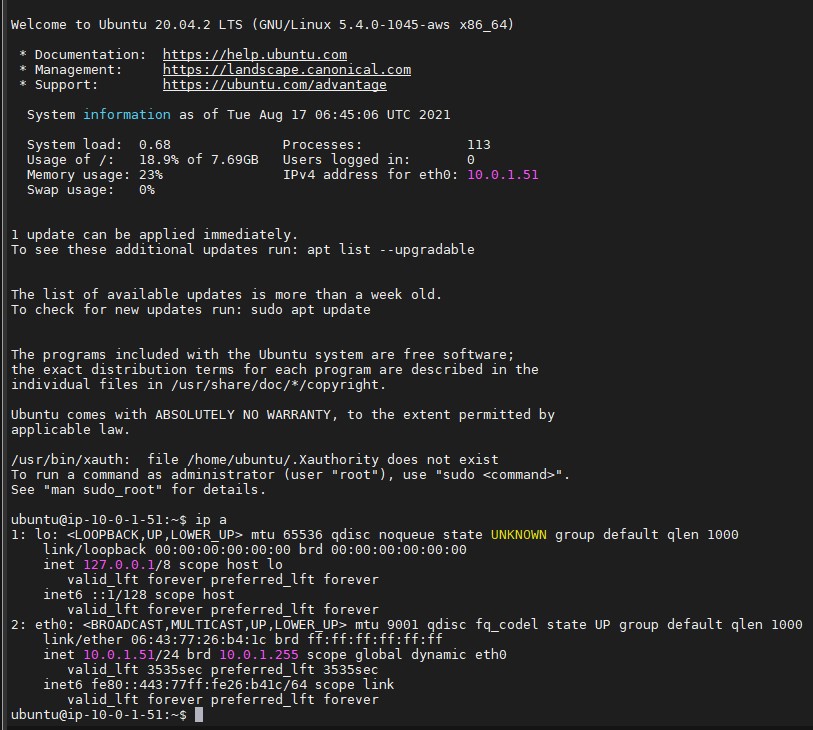 Welcome to Ubuntu 20.04.2 LTS (GNU/Linux 5.4.0-1045-aws x86_64)
* Documentation:  https://help.ubuntu.com
* Management:     https://landscape.canonical.com
* Support:        https://ubuntu.com/advantage
System information as of Tue Aug 17 06:45:06 UTC 2021
System load:  0.68              Processes:             113
Usage of /:   18.9% of 7.69GB   Users logged in:       0
Memory usage: 23%               IPv4 address for eth0: 10.0.1.51
Swap usage:   0%
1 update can be applied immediately.
To see these additional updates run: apt list --upgradable
The list of available updates is more than a week old.
To check for new updates run: sudo apt update
The programs included with the Ubuntu system are free software;
the exact distribution terms for each program are described in the
individual files in /usr/share/doc/*/copyright.
Ubuntu comes with ABSOLUTELY NO WARRANTY, to the extent permitted by
applicable law.
/usr/bin/xauth:  file /home/ubuntu/.Xauthority does not exist
To run a command as administrator (user "root"), use "sudo <command>".
See "man sudo_root" for details.
ubuntu@ip-10-0-1-51:~$ ip a
1: lo: <LOOPBACK,UP,LOWER_UP> mtu 65536 qdisc noqueue state UNKNOWN group default qlen 1000
link/loopback 00:00:00:00:00:00 brd 00:00:00:00:00:00
inet 127.0.0.1/8 scope host lo
valid_lft forever preferred_lft forever
inet6 ::1/128 scope host
valid_lft forever preferred_lft forever
2: eth0: <BROADCAST,MULTICAST,UP,LOWER_UP> mtu 9001 qdisc fq_codel state UP group default qlen 1000
link/ether 06:43:77:26:b4:1c brd ff:ff:ff:ff:ff:ff
inet 10.0.1.51/24 brd 10.0.1.255 scope global dynamic eth0
valid_lft 3535sec preferred_lft 3535sec
inet6 fe80::443:77ff:fe26:b41c/64 scope link
valid_lft forever preferred_lft forever
ubuntu@ip-10-0-1-51:~$